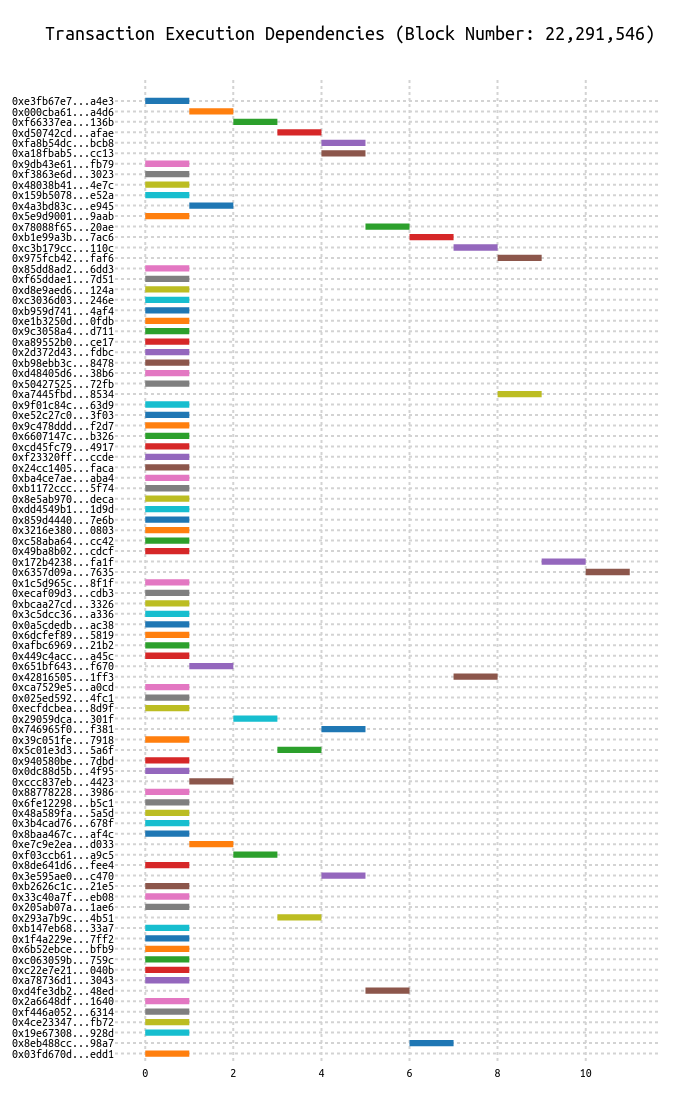 Transaction Execution Dependencies (Block Number: 22,291,546)
0xe3fb67e7...a4e3
0x000cba61...a4d6
0xf66337ea...136b
0xd50742cd...afae
0xfa8b54dc...bcb8
0xa18fbab5...cc13
0x9db43e61...fb79
0xf3863e6d...3023
0x48038b41...4e7c
0x159b5078...e52a
0x4a3bd83c...e945
0x5e9d9001...9aab
0x78088f65...20ae
0xb1e99a3b...7ac6
0xc3b179cc...110c
0x975fcb42...faf6
0x85dd8ad2...6dd3
0xf65ddae1...7d51
0xd8e9aed6...124a
0xc3036d03...246e
0xb959d741...4af4
0xe1b3250d...0fdb
0x9c3058a4...d711
0xa89552b0...ce17
0x2d372d43...fdbc
0xb98ebb3c...8478
0xd48405d6...38b6
0x50427525...72fb
0xa7445fbd...8534
0x9f01c84c...63d9
0xe52c27c0...3f03
0x9c478ddd...f2d7
0x6607147c...b326
0xcd45fc79...4917
0xf23320ff...ccde
0x24cc1405...faca
0xba4ce7ae...aba4
0xb1172ccc...5f74
0x8e5ab970...deca
0xdd4549b1...1d9d
0x859d4440...7e6b
0x3216e380...0803
0xc58aba64...cc42
0x49ba8b02...cdcf
0x172b4238...fa1f
0x6357d09a...7635
0x1c5d965c...8f1f
0xecaf09d3...cdb3
0xbcaa27cd...3326
0x3c5dcc36...a336
0x0a5cdedb...ac38
0x6dcfef89...5819
0xafbc6969...21b2
0x449c4acc...a45c
0x651bf643...f670
0x42816505...1ff3
0xca7529e5...a0cd
0x025ed592...4fc1
0xecfdcbea...8d9f
0x29059dca...301f
0x746965f0...f381
0x39c051fe...7918
0x5c01e3d3...5a6f
0x940580be...7dbd
0x0dc88d5b...4f95
0xccc837eb...4423
0x88778228...3986
0x6fe12298...b5c1
0x48a589fa...5a5d
0x3b4cad76...678f
0x8baa467c...af4c
0xe7c9e2ea...d033
0xf03ccb61...a9c5
0x8de641d6...fee4
0x3e595ae0...c470
0xb2626c1c...21e5
0x33c40a7f...eb08
0x205ab07a...1ae6
0x293a7b9c...4b51
0xb147eb68...33a7
0x1f4a229e...7ff2
0x6b52ebce...bfb9
0xc063059b...759c
0xc22e7e21...040b
0xa78736d1...3043
0xd4fe3db2...48ed
0x2a6648df...1640
0xf446a052...6314
0x4ce23347...fb72
0x19e67308...928d
0x8eb488cc...98a7
0x03fd670d...edd1
0 2 4 6 8 10